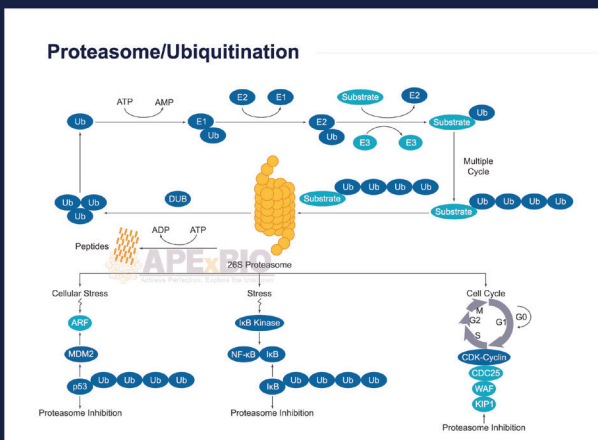 Proteasome/Ubiquitination
E2 E1 Substrate E2
ATP AMP
Ub E1 E2 Substrate Ub
Ub Ub
E3 E3
Multiple
Cycle
Ub Ub Ub Ub
DUB Substrate
Ub Ub Ub Ub Ub
Ub Substrate
ADP ATP
Peptides
APExBIO
26S Proteasome
Achieve Perfection, Explore the Unknown
Cellular Stress Stress Cell Cycle
M
ARF IκB Kinase G2 G1 G0
S
MDM2 NF-κB IκB CDK-Cyclin
CDC25
p53 Ub Ub Ub Ub IκB Ub Ub Ub Ub WAF
KIP1
Proteasome Inhibition Proteasome Inhibition Proteasome Inhibition